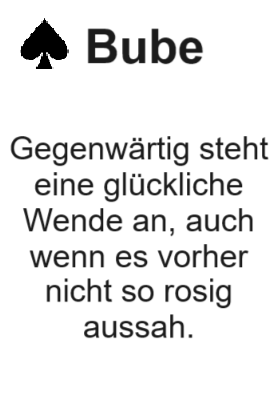 ♠ Bube
Gegenwärtig steht
eine glückliche
Wende an, auch
wenn es vorher
nicht so rosig
aussah.